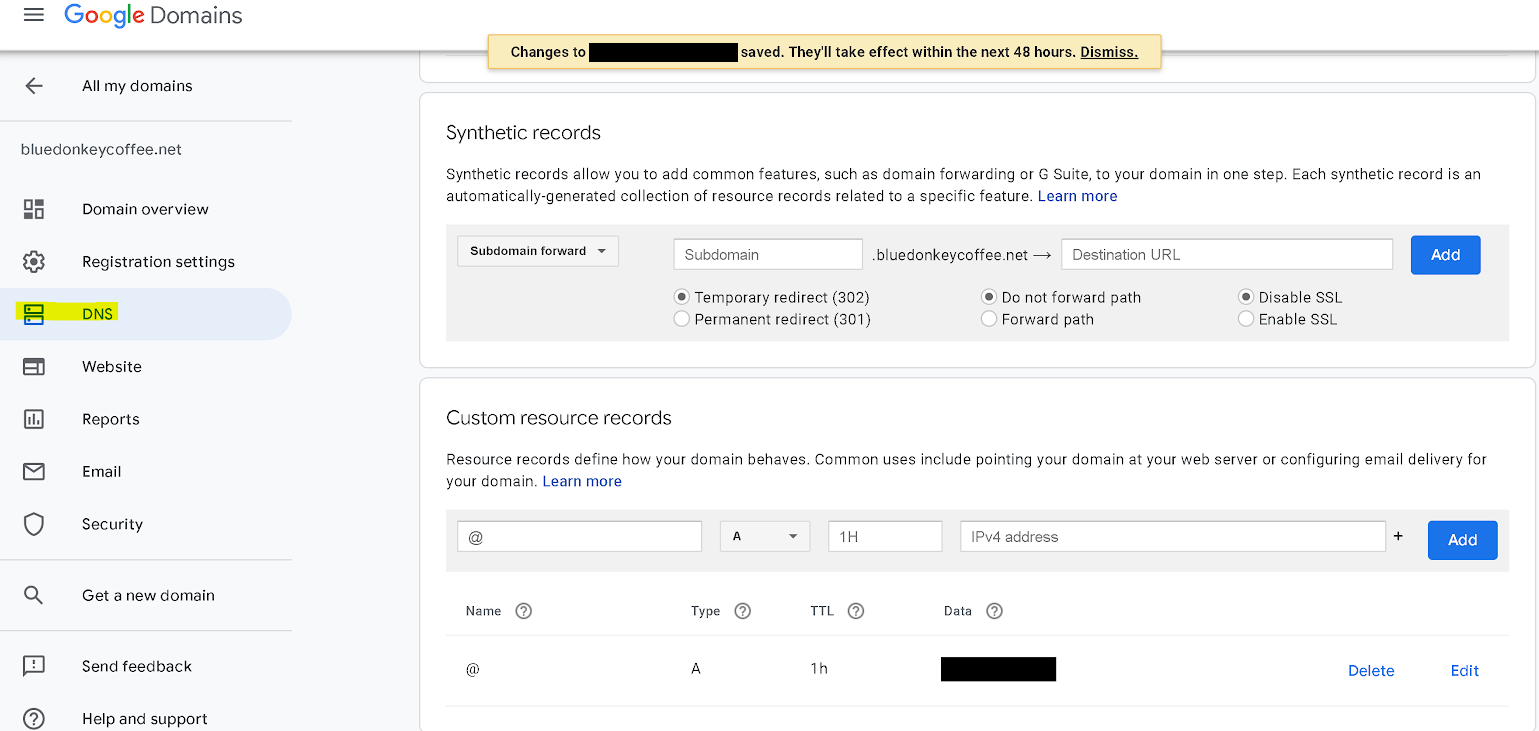 Google Domains
Changes to saved. They'll take effect within the next 48 hours. Dismiss.
All my domains
bluedonkeycoffee.net
Domain overview
Registration settings
DNS
Website
Reports
Email
Security
Get a new domain
Send feedback
Help and support
Synthetic records
Synthetic records allow you to add common features, such as domain forwarding or G Suite, to your domain in one step. Each synthetic record is an
automatically-generated collection of resource records related to a specific feature. Learn more
Subdomain forward Subdomain .bluedonkeycoffee.net → Destination URL Add
Temporary redirect (302) Do not forward path Disable SSL
Permanent redirect (301) Forward path Enable SSL
Custom resource records
Resource records define how your domain behaves. Common uses include pointing your domain at your web server or configuring email delivery for
your domain. Learn more
@ A 1H IPv4 address + Add
Name ? Type ? TTL ? Data ?
@ A 1h Delete Edit